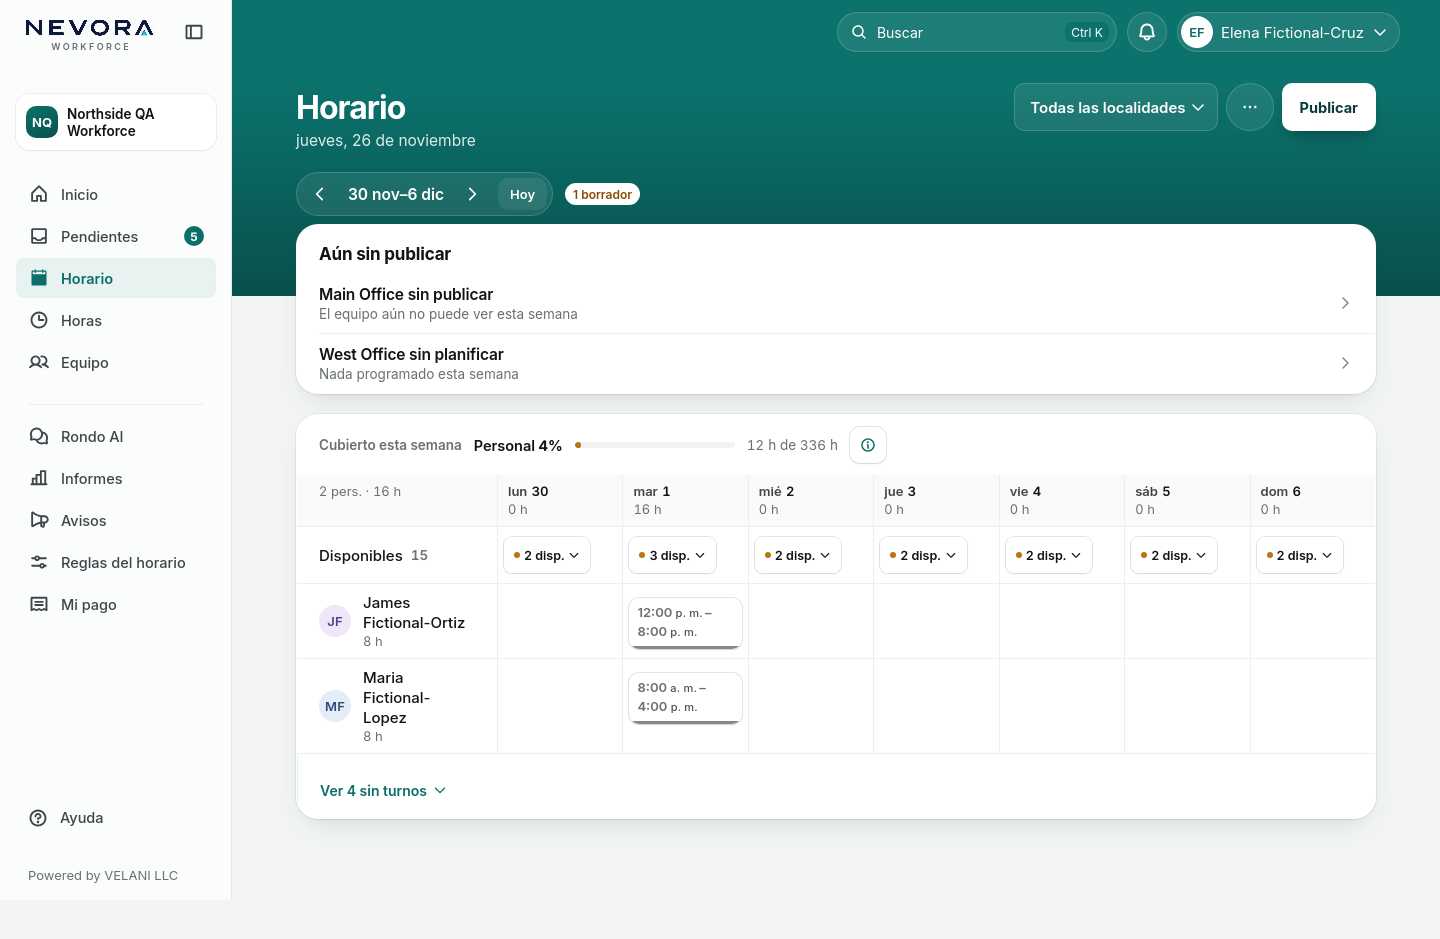 NEVORA
WORKFORCE
Buscar
Ctrl K
EF
Elena Fictional-Cruz
NQ
Northside QA
Workforce
Inicio
Pendientes
5
Horario
Horas
Equipo
Rondo AI
Informes
Avisos
Reglas del horario
Mi pago
Ayuda
Powered by VELANI LLC
Horario
jueves, 26 de noviembre
Todas las localidades
Publicar
30 nov–6 dic
Hoy
1 borrador
Aún sin publicar
Main Office sin publicar
El equipo aún no puede ver esta semana
West Office sin planificar
Nada programado esta semana
Cubierto esta semana
Personal 4%
12 h de 336 h
2 pers. · 16 h
lun 30
0 h
mar 1
16 h
mié 2
0 h
jue 3
0 h
vie 4
0 h
sáb 5
0 h
dom 6
0 h
Disponibles 15
2 disp.
3 disp.
2 disp.
2 disp.
2 disp.
2 disp.
2 disp.
JF
James
Fictional-Ortiz
8 h
12:00 p. m. –
8:00 p. m.
MF
Maria
Fictional-
Lopez
8 h
8:00 a. m. –
4:00 p. m.
Ver 4 sin turnos